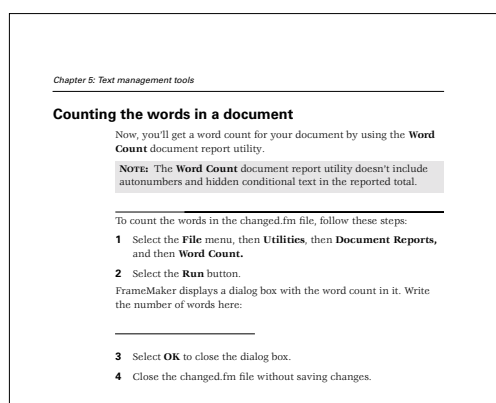 Chapter 5: Text management tools
Counting the words in a document
Now, you'll get a word count for your document by using the Word
Count document report utility.
NOTE: The Word Count document report utility doesn't include
autonumbers and hidden conditional text in the reported total.
To count the words in the changed.fm file, follow these steps:
1 Select the File menu, then Utilities, then Document Reports,
and then Word Count.
2 Select the Run button.
FrameMaker displays a dialog box with the word count in it. Write
the number of words here:
3 Select OK to close the dialog box.
4 Close the changed.fm file without saving changes.